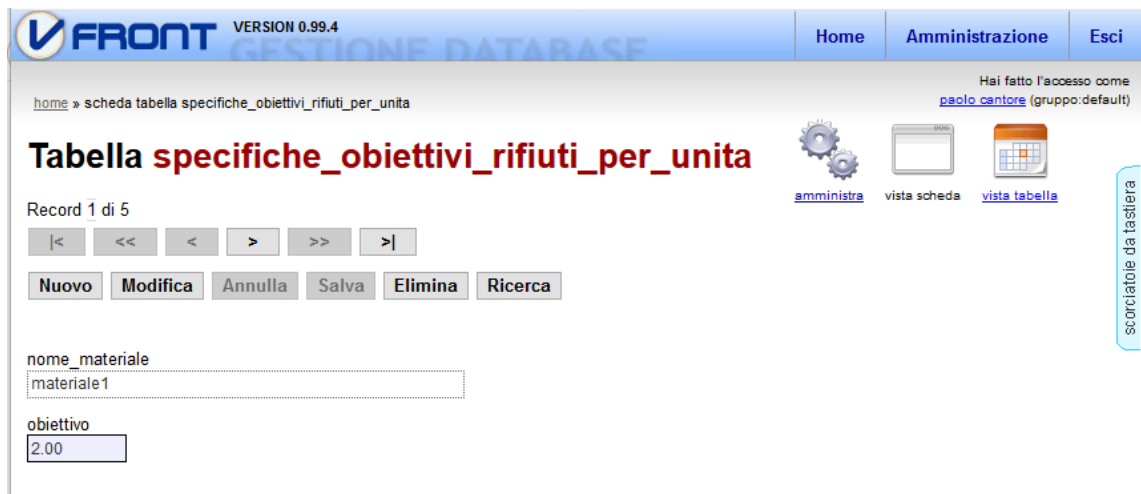 VFRONT VERSION 0.99.4
GESTIONE DATABASE
Home Amministrazione Esci
Hai fatto l'accesso come
paolo cantore (gruppo:default)
home » scheda tabella specifiche_obiettivi_rifiuti_per_unita
Tabella specifiche_obiettivi_rifiuti_per_unita
amministra vista scheda vista tabella
scorciatoie da tastiera
Record 1 di 5
|< << < > >> >|
Nuovo Modifica Annulla Salva Elimina Ricerca
nome_materiale
materiale1
obiettivo
2.00